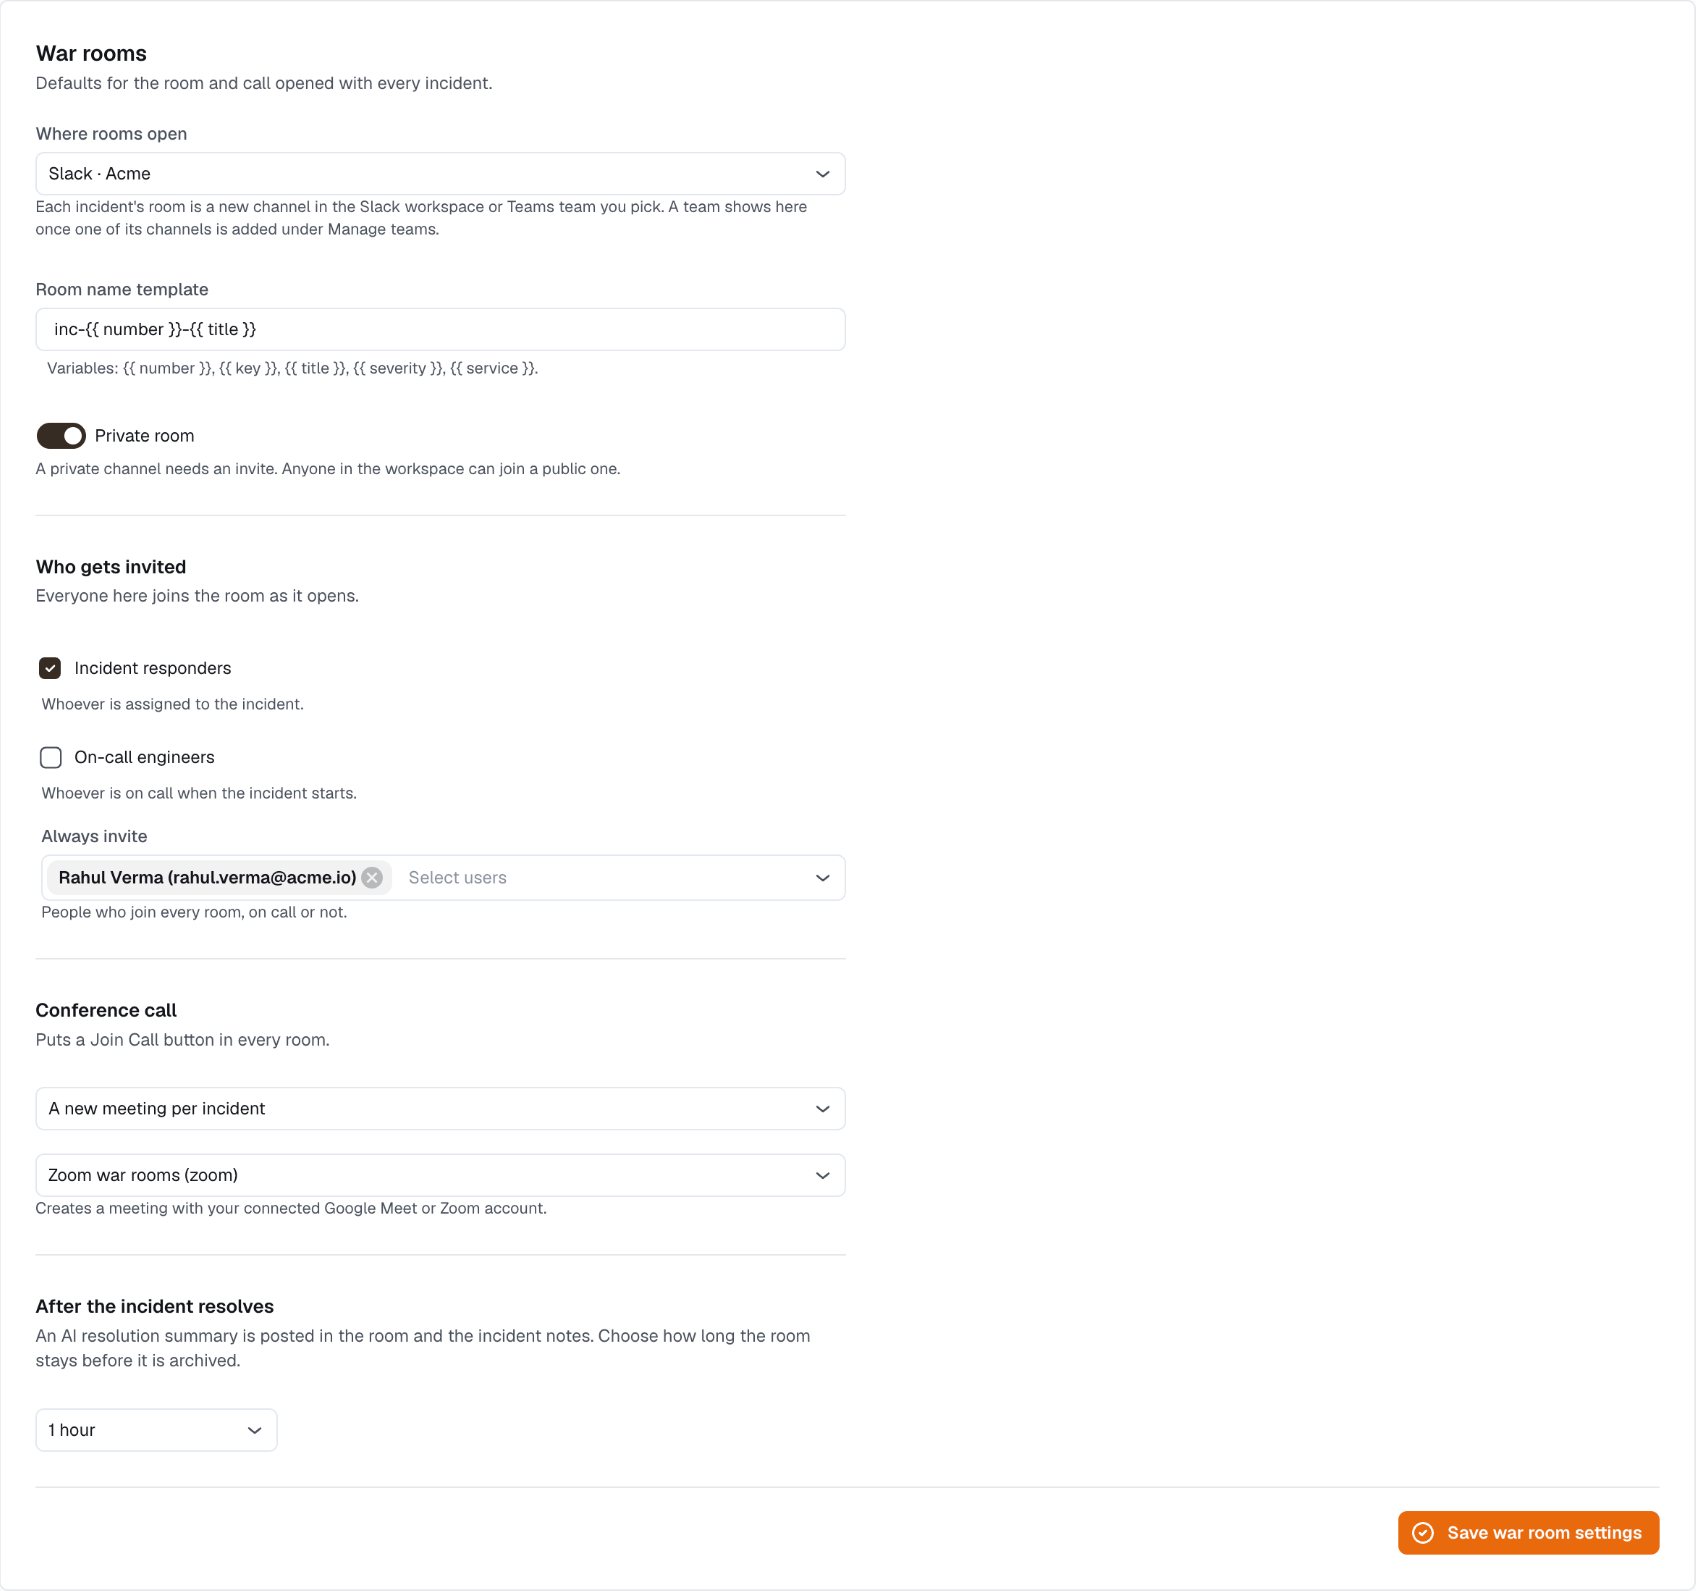 War rooms
Defaults for the room and call opened with every incident.
Where rooms open
Slack · Acme
Each incident's room is a new channel in the Slack workspace or Teams team you pick. A team shows here
once one of its channels is added under Manage teams.
Room name template
inc-{{ number }}-{{ title }}
Variables: {{ number }}, {{ key }}, {{ title }}, {{ severity }}, {{ service }}.
Private room
A private channel needs an invite. Anyone in the workspace can join a public one.
Who gets invited
Everyone here joins the room as it opens.
Incident responders
Whoever is assigned to the incident.
On-call engineers
Whoever is on call when the incident starts.
Always invite
Rahul Verma (rahul.verma@acme.io) Select users
People who join every room, on call or not.
Conference call
Puts a Join Call button in every room.
A new meeting per incident
Zoom war rooms (zoom)
Creates a meeting with your connected Google Meet or Zoom account.
After the incident resolves
An AI resolution summary is posted in the room and the incident notes. Choose how long the room
stays before it is archived.
1 hour
Save war room settings